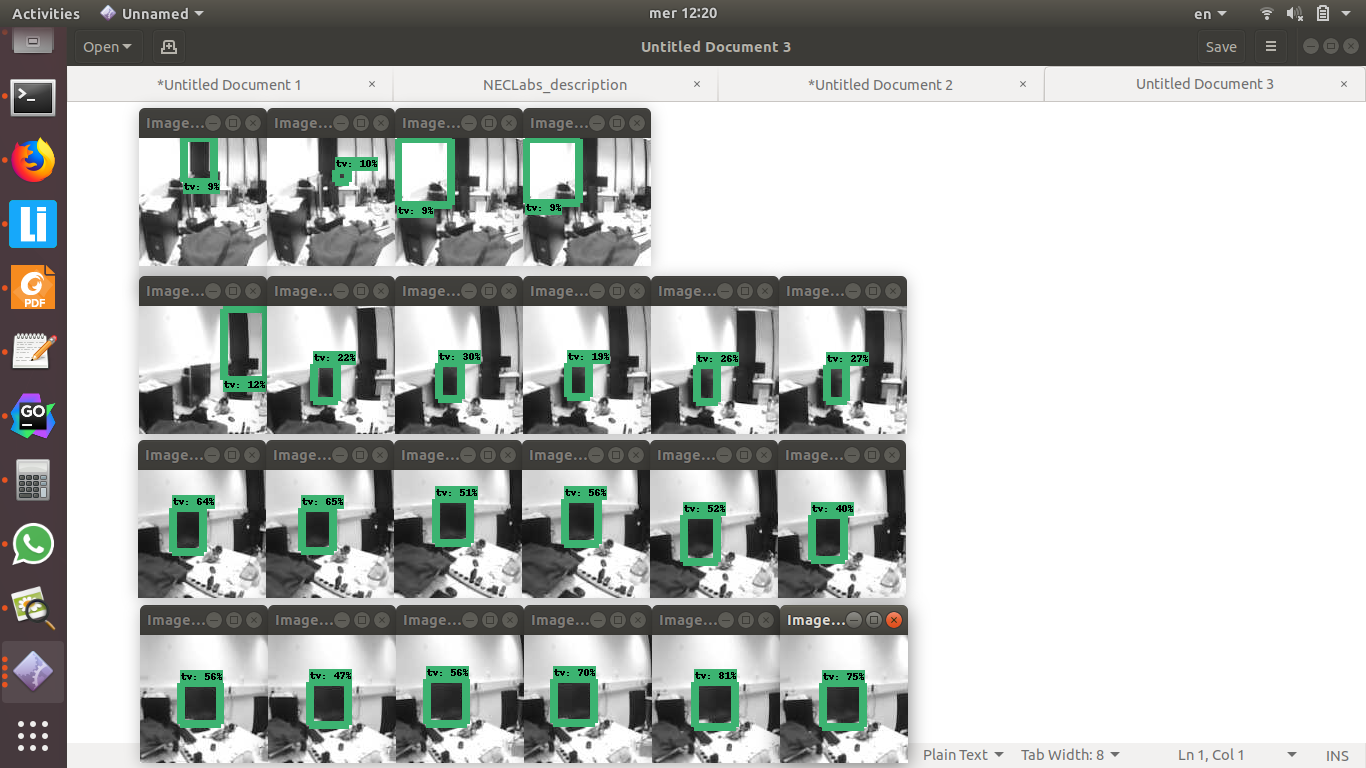 Activities Unnamed mer 12:20 en
Open Untitled Document 3 Save
*Untitled Document 1 × NECLabs_description × *Untitled Document 2 × Untitled Document 3 ×
Image... Image... Image... Image...
tv: 10%
tv: 9%
tv: 9% tv: 9%
Image... Image... Image... Image... Image... Image...
tv: 22% tv: 30% tv: 19% tv: 26% tv: 27%
tv: 12%
Image... Image... Image... Image... Image... Image...
tv: 64% tv: 65% tv: 51% tv: 56% tv: 52% tv: 40%
Image... Image... Image... Image... Image... Image...
tv: 56% tv: 47% tv: 56% tv: 70% tv: 81% tv: 75%
>_
Li
PDF
GO
Plain Text Tab Width: 8 Ln 1, Col 1 INS